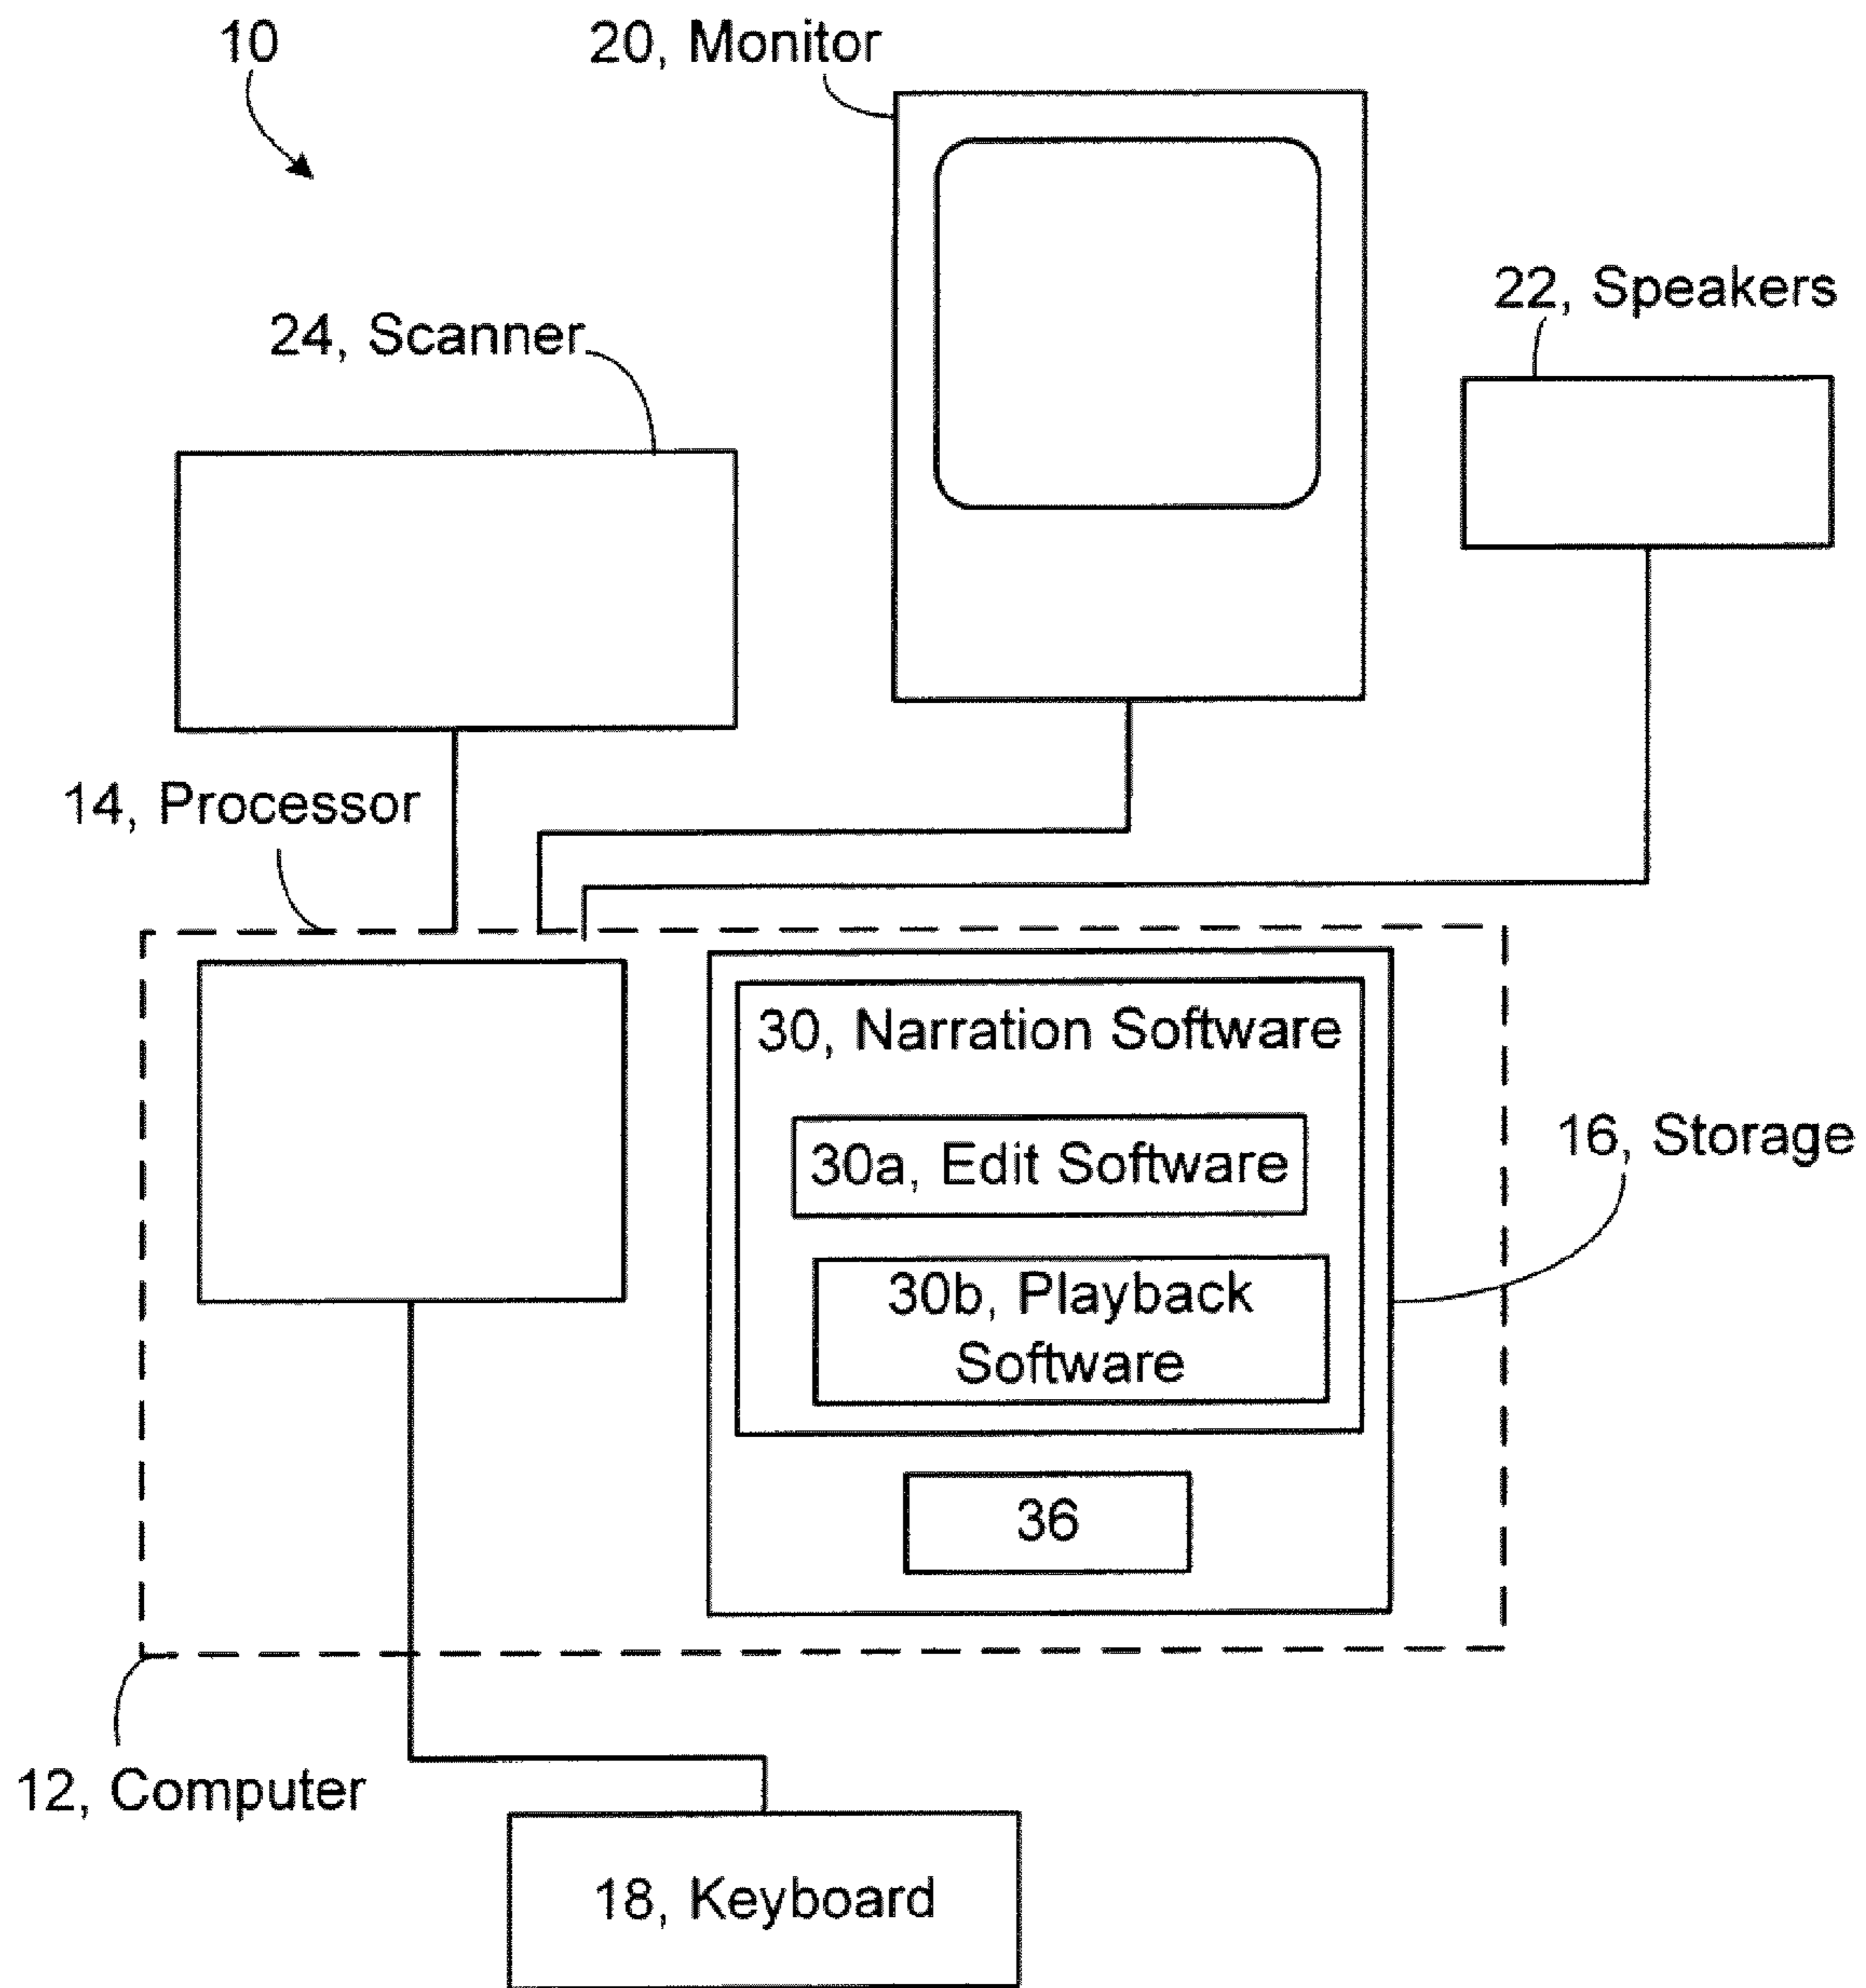 10
20, Monitor
22, Speakers
24, Scanner
14, Processor
30, Narration Software
30a, Edit Software
16, Storage
30b, Playback
Software
36
12, Computer
18, Keyboard